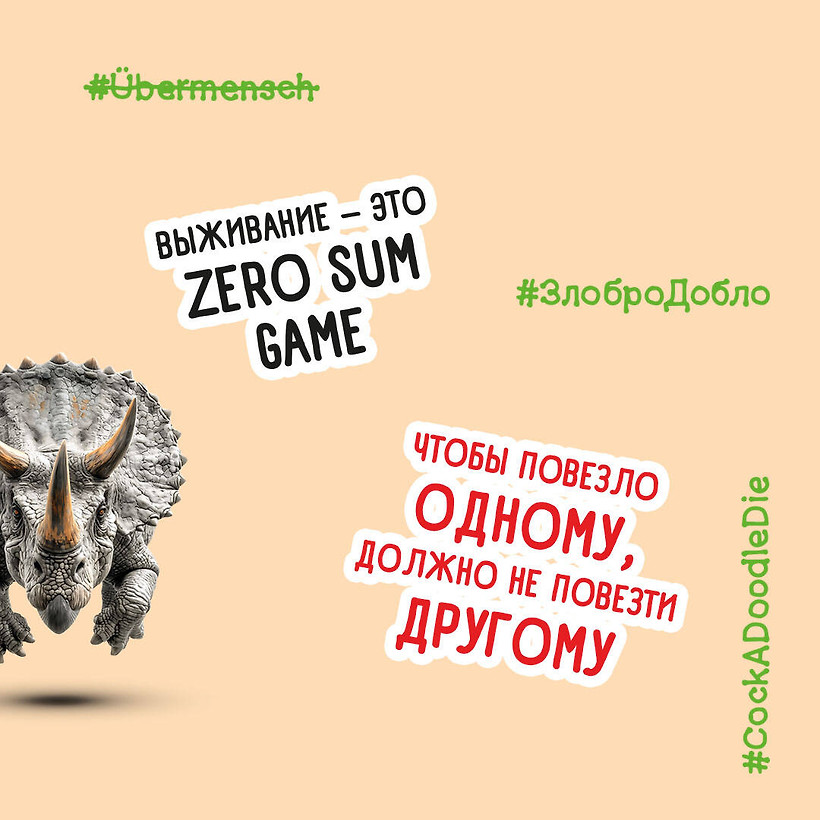 #Übermensch
ВЫЖИВАНИЕ – ЭТО
ZERO SUM
GAME
#ЗлоброДобло
ЧТОБЫ ПОВЕЗЛО
ОДНОМУ,
ДОЛЖНО НЕ ПОВЕЗТИ
ДРУГОМУ
#CockADoodleDie